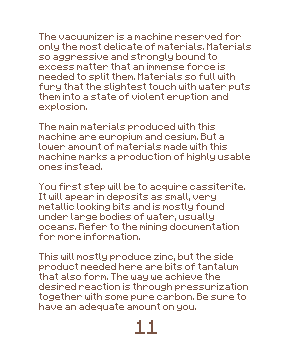 The vacuumizer is a machine reserved for
only the most delicate of materials. Materials
so aggressive and strongly bound to
excess matter that an immense force is
needed to split them. Materials so full with
fury that the slightest touch with water puts
them into a state of violent eruption and
explosion.
The main materials produced with this
machine are europium and cesium. But a
lower amount of materials made with this
machine marks a production of highly usable
ones instead.
You first step will be to acquire cassiterite.
It will apear in deposits as small, very
metallic looking bits and is mostly found
under large bodies of water, usually
oceans. Refer to the mining documentation
for more information.
This will mostly produce zinc, but the side
product needed here are bits of tantalum
that also form. The way we achieve the
desired reaction is through pressurization
together with some pure carbon. Be sure to
have an adequate amount on you.
11